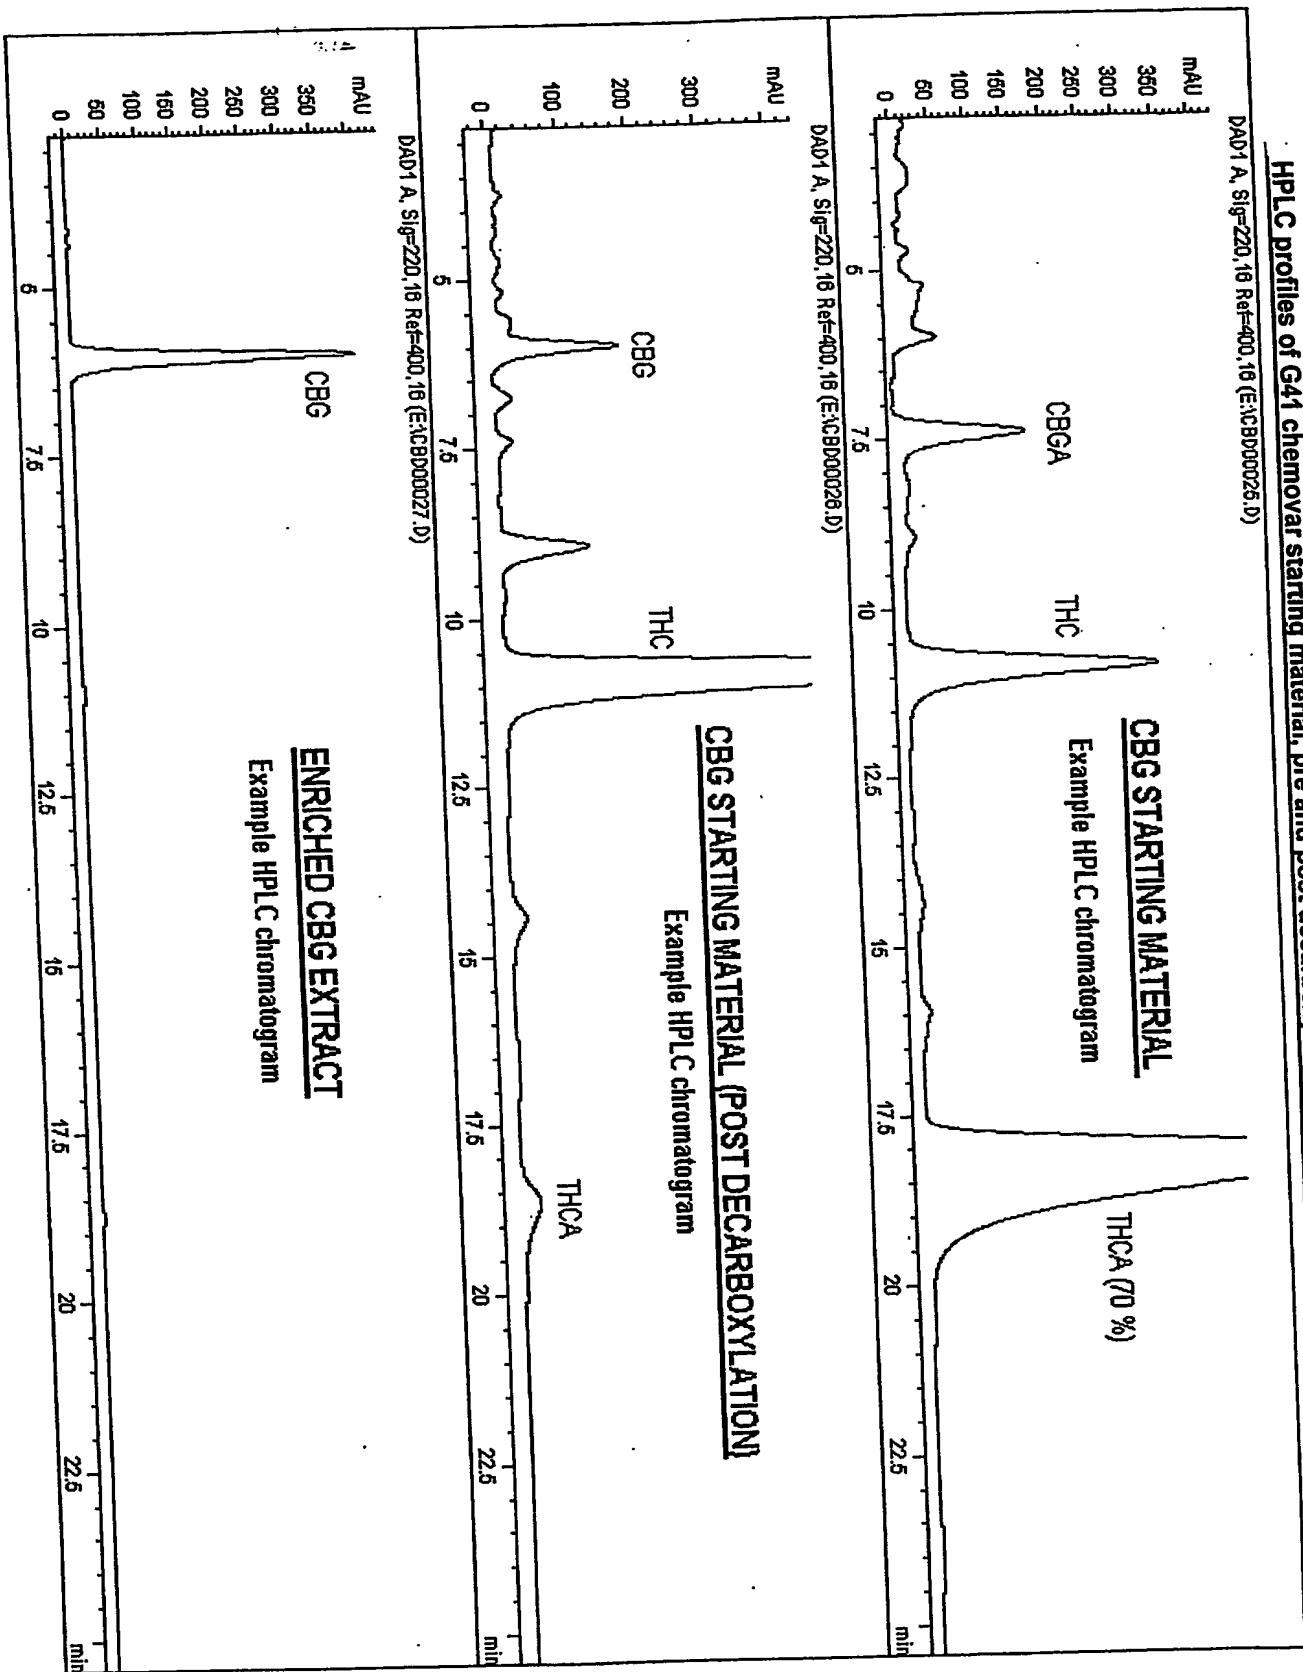 HPLC profiles of G41 chemovar starting material, pre and post
DAD1 A, Sig=220,16 Ref=400,16 (E:\CBD00025.D)
mAU
350
300
250
200
150
100
50
0
CBGA
THC
THCA (70 %)
CBG STARTING MATERIAL
Example HPLC chromatogram
5
7.5
10
12.5
15
17.5
20
22.5
min
DAD1 A, Sig=220,16 Ref=400,16 (E:\CBD00026.D)
mAU
300
200
100
0
CBG
THC
THCA
CBG STARTING MATERIAL (POST DECARBOXYLATION)
Example HPLC chromatogram
5
7.5
10
12.5
15
17.5
20
22.5
min
DAD1 A, Sig=220,16 Ref=400,16 (E:\CBD00027.D)
mAU
350
300
250
200
150
100
50
0
CBG
ENRICHED CBG EXTRACT
Example HPLC chromatogram
5
7.5
10
12.5
15
17.5
20
22.5
min